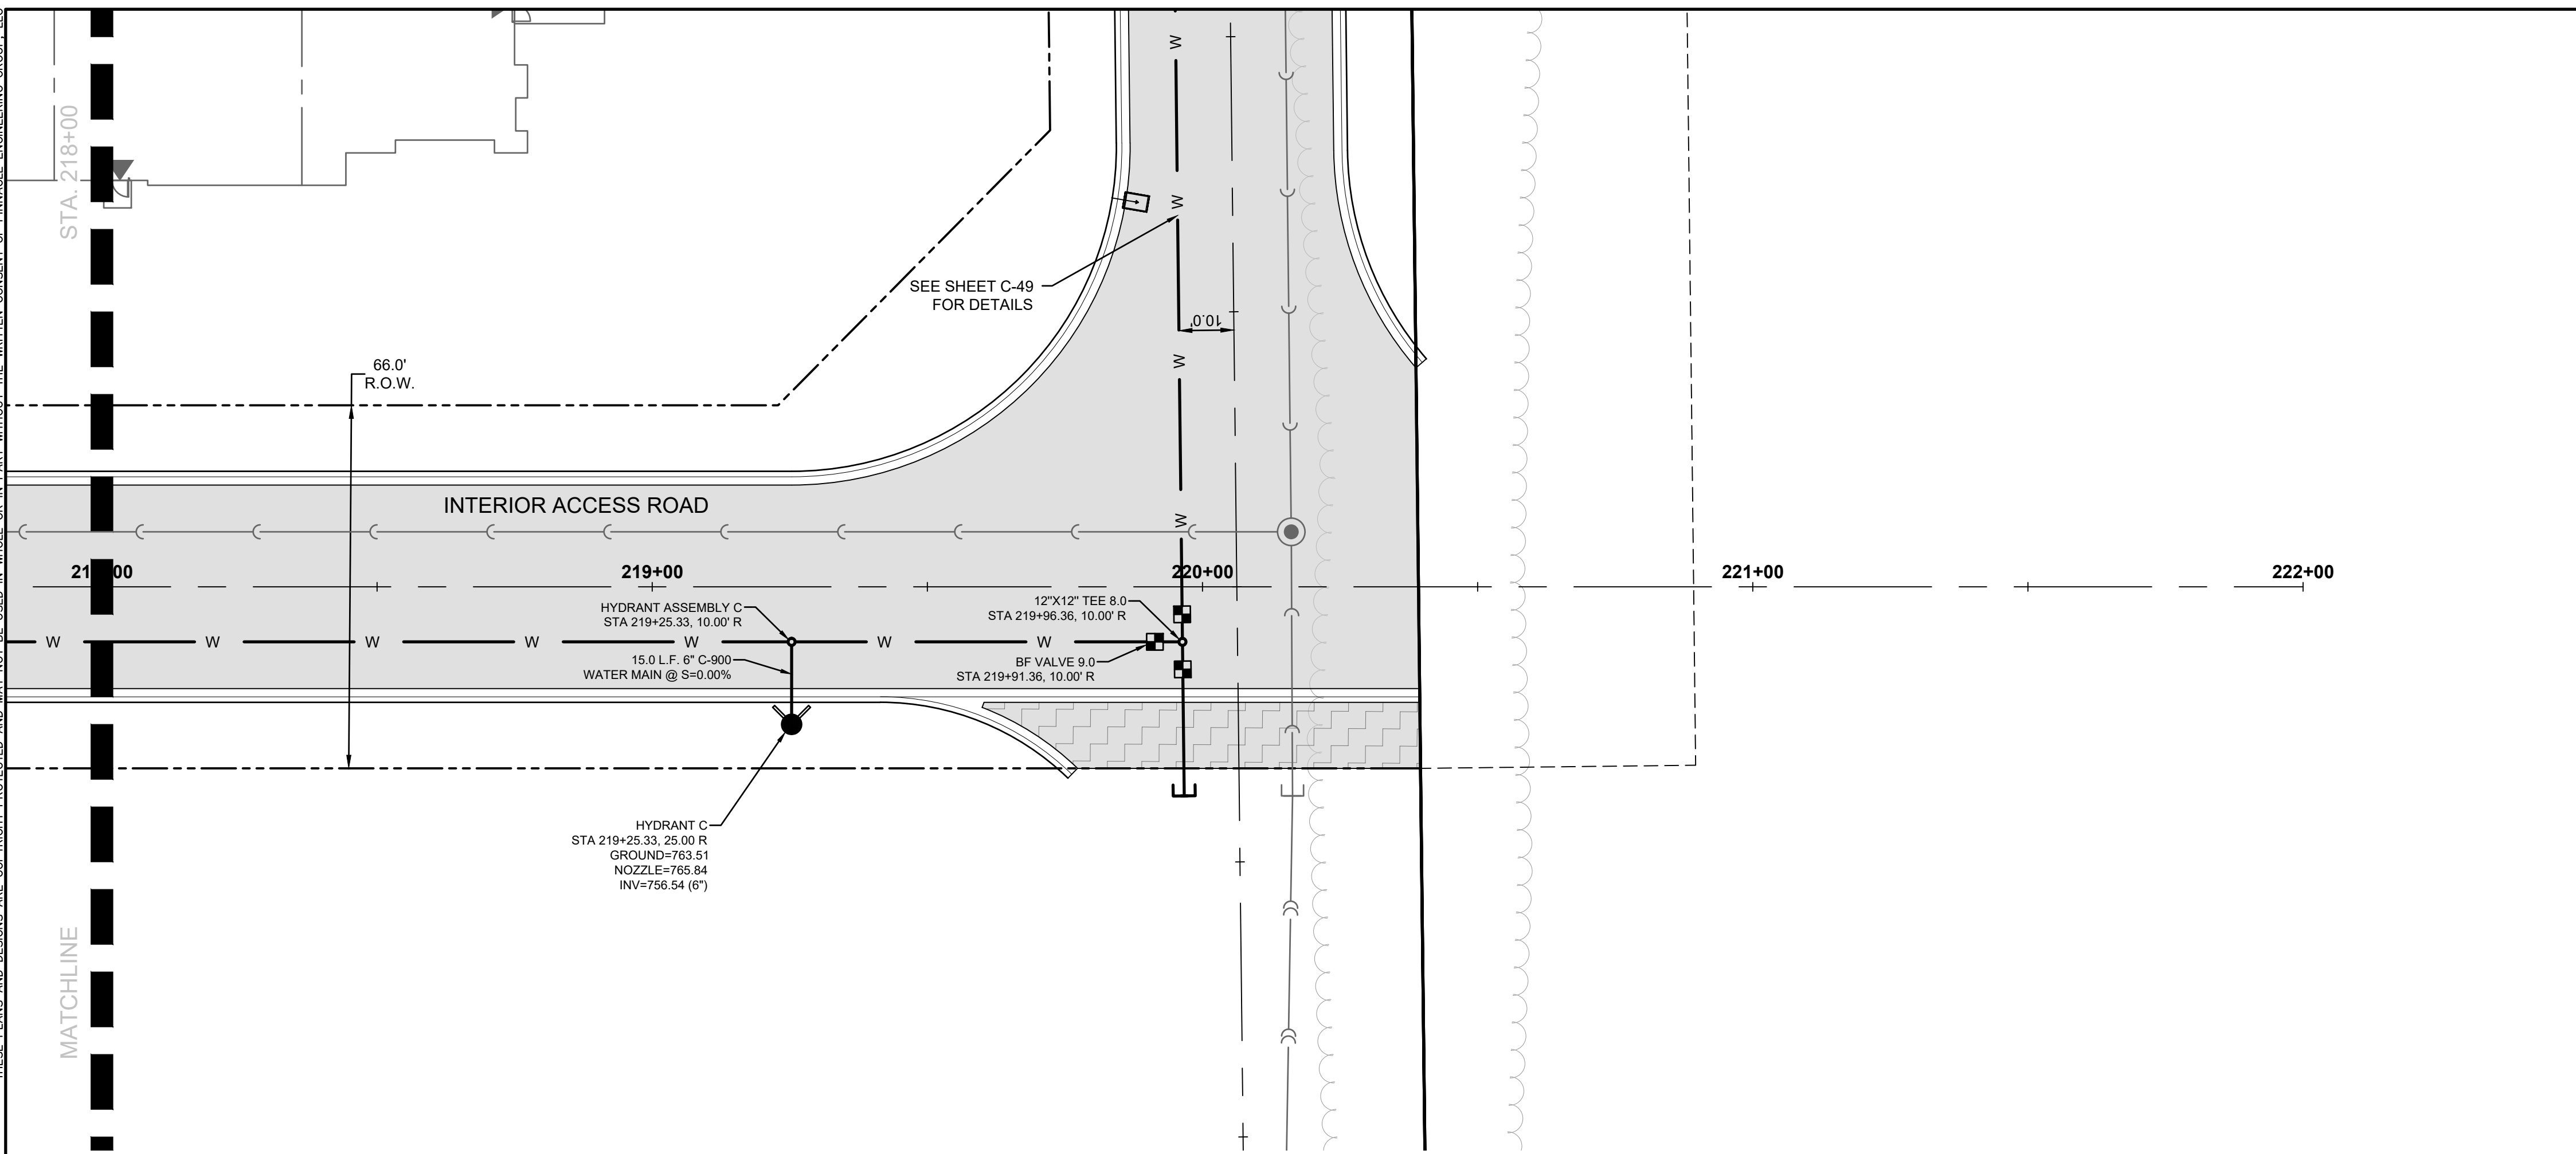 STA. 218+00
MATCHLINE
SEE SHEET C-49
FOR DETAILS
10.0'
66.0'
R.O.W.
INTERIOR ACCESS ROAD
219+00
220+00
221+00
222+00
HYDRANT ASSEMBLY C
STA 219+25.33, 10.00' R
12"X12" TEE 8.0
STA 219+96.36, 10.00' R
15.0 L.F. 6" C-900
WATER MAIN @ S=0.00%
BF VALVE 9.0
STA 219+91.36, 10.00' R
W
W
W
W
W
W
W
W
W
W
W
HYDRANT C
STA 219+25.33, 25.00 R
GROUND=763.51
NOZZLE=765.84
INV=756.54 (6")